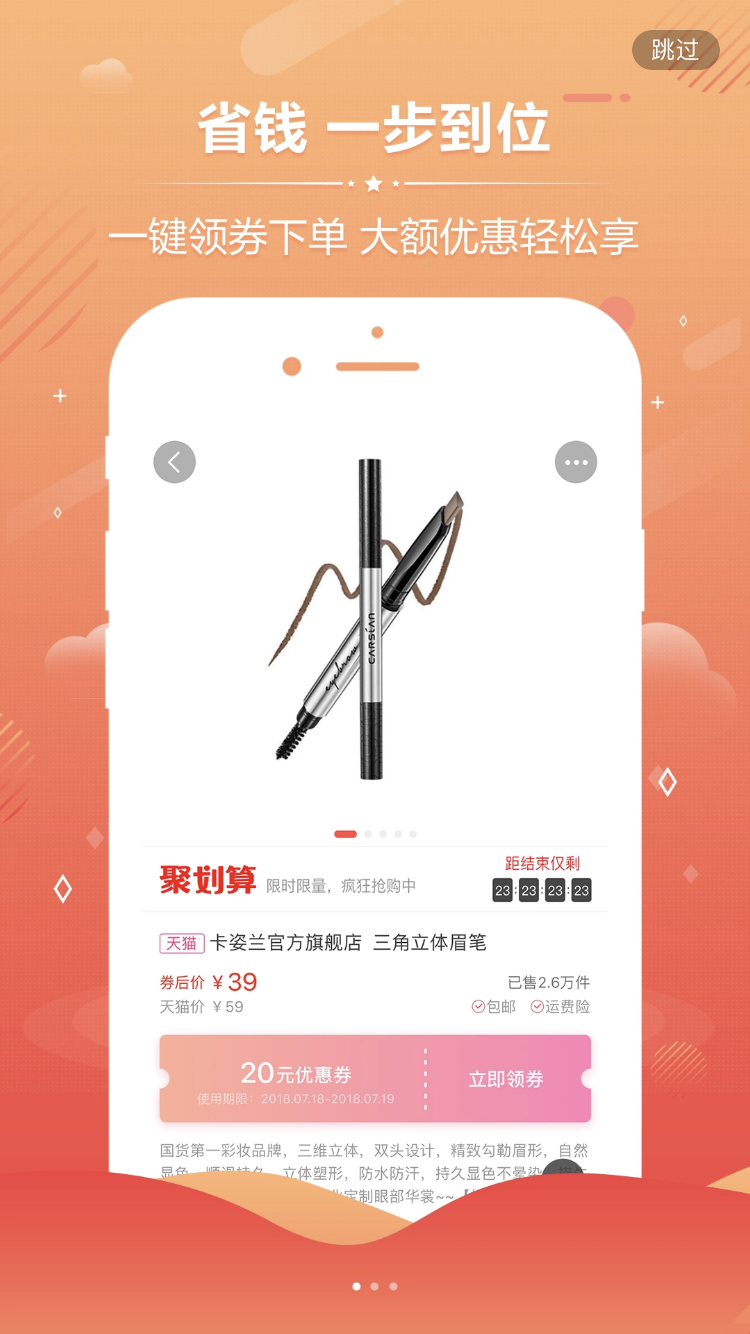 跳过
省钱 一步到位
一键领券下单 大额优惠轻松享
CARSLAN
eyebrow
聚划算 限时限量，疯狂抢购中
距结束仅剩
23:23:23:23
天猫 卡姿兰官方旗舰店 三角立体眉笔
券后价 ¥39 已售2.6万件
天猫价 ¥59 包邮 运费险
20元优惠券 立即领券
使用期限：2018.07.18-2018.07.19
国货第一彩妆品牌，三维立体，双头设计，精致勾勒眉形，自然
显色，顺滑持久，立体塑形，防水防汗，持久显色不晕染
定制眼部华裳~~